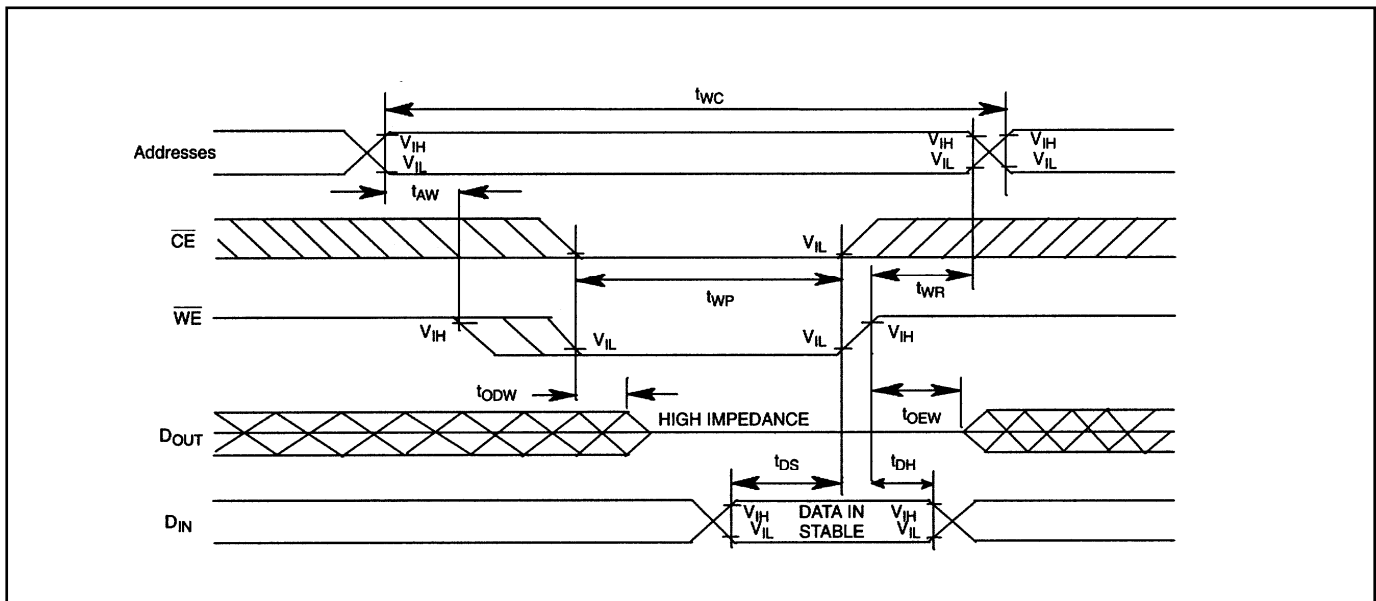 tWC
Addresses
VIH
VIL
VIH
VIL
VIH
VIL
tAW
CE
VIL
tWP
tWR
WE
VIH
VIL
VIL
VIH
tODW
tOEW
DOUT
HIGH IMPEDANCE
tDS
tDH
DIN
VIH
VIL
DATA IN
STABLE
VIH
VIL